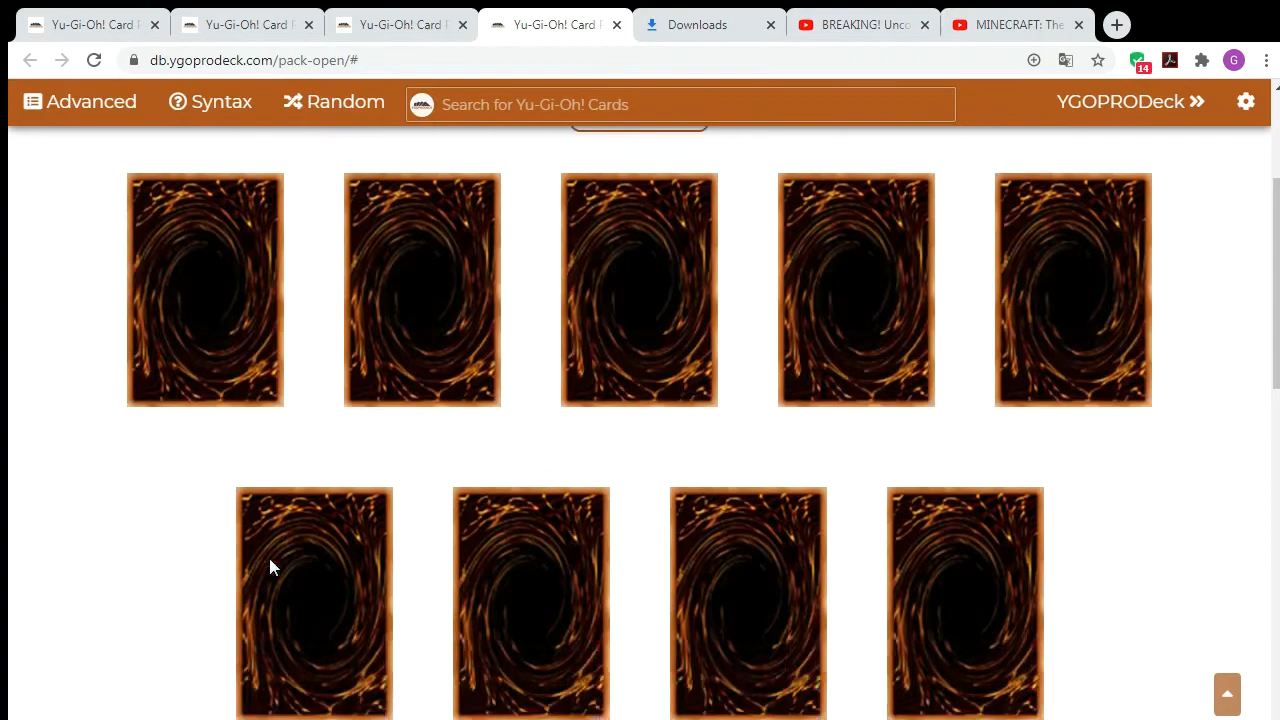 Yu-Gi-Oh! Card
Yu-Gi-Oh! Card
Yu-Gi-Oh! Card
Yu-Gi-Oh! Card
Downloads
BREAKING! Unco
MINECRAFT: The
db.ygoprodeck.com/pack-open/#
14
G
Advanced
Syntax
Random
Search for Yu-Gi-Oh! Cards
YGOPRODeck